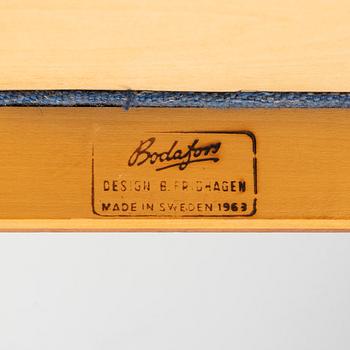 Bodafors
DESIGN B. FRIDHAGEN
MADE IN SWEDEN 1963